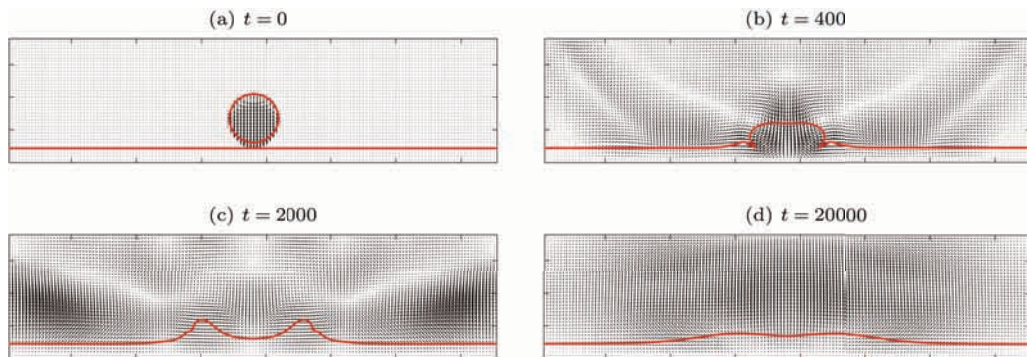 (a) t = 0
(b) t = 400
(c) t = 2000
(d) t = 20000